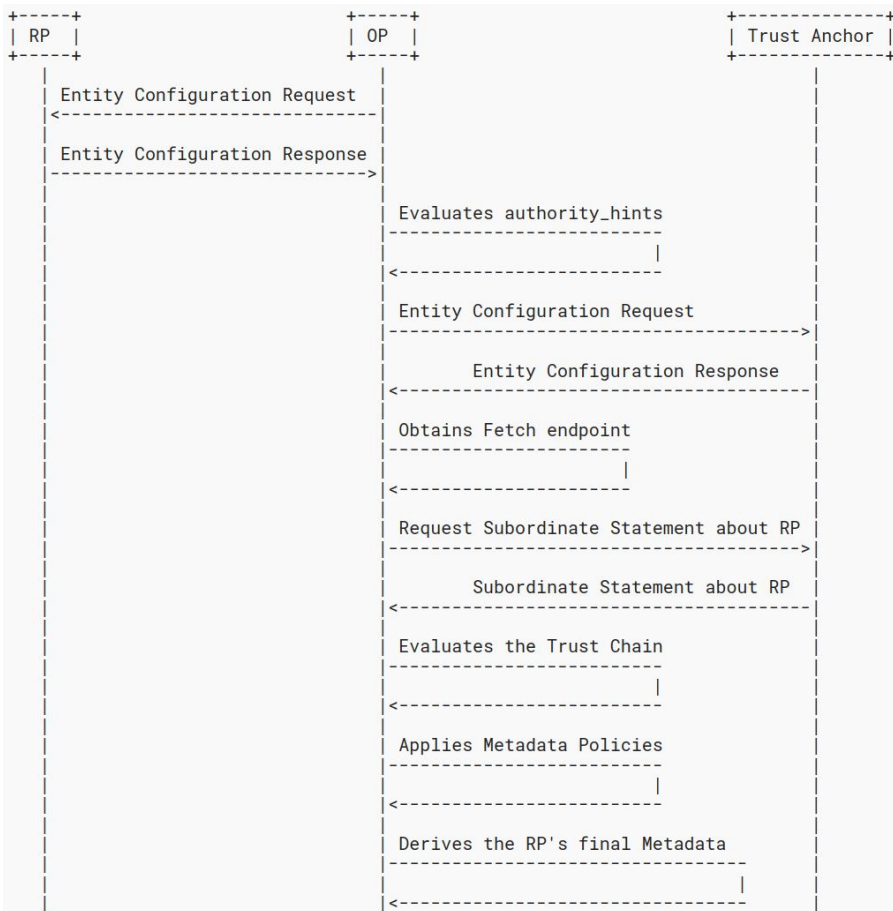 RP OP Trust Anchor
Entity Configuration Request
Entity Configuration Response
Evaluates authority_hints
Entity Configuration Request
Entity Configuration Response
Obtains Fetch endpoint
Request Subordinate Statement about RP
Subordinate Statement about RP
Evaluates the Trust Chain
Applies Metadata Policies
Derives the RP's final Metadata